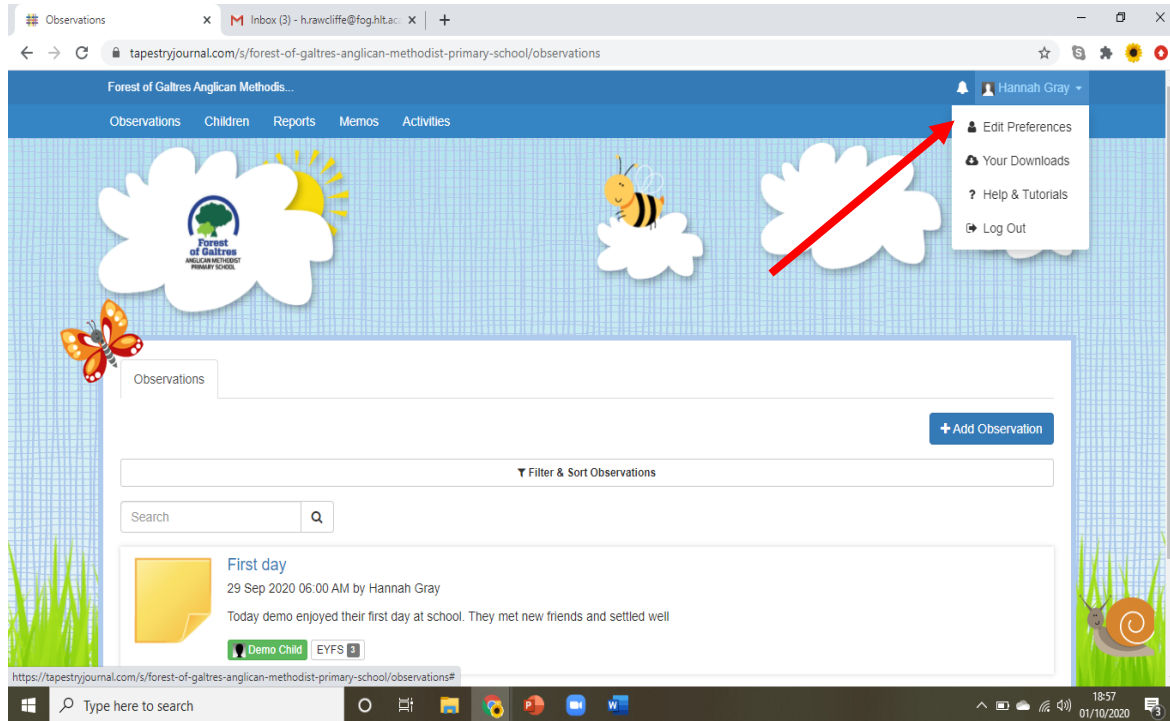 Observations
Inbox (3) - h.rawcliffe@fog.hlt.ac
tapestryjournal.com/s/forest-of-galtres-anglican-methodist-primary-school/observations
Forest of Galtres Anglican Methodis...
Hannah Gray
Observations Children Reports Memos Activities
Edit Preferences
Your Downloads
? Help & Tutorials
Log Out
Forest
of Galtres
ANGLICAN METHODIST
PRIMARY SCHOOL
Observations
+ Add Observation
Filter & Sort Observations
Search
First day
29 Sep 2020 06:00 AM by Hannah Gray
Today demo enjoyed their first day at school. They met new friends and settled well
Demo Child EYFS 3
https://tapestryjournal.com/s/forest-of-galtres-anglican-methodist-primary-school/observations#
Type here to search
18:57
01/10/2020
3